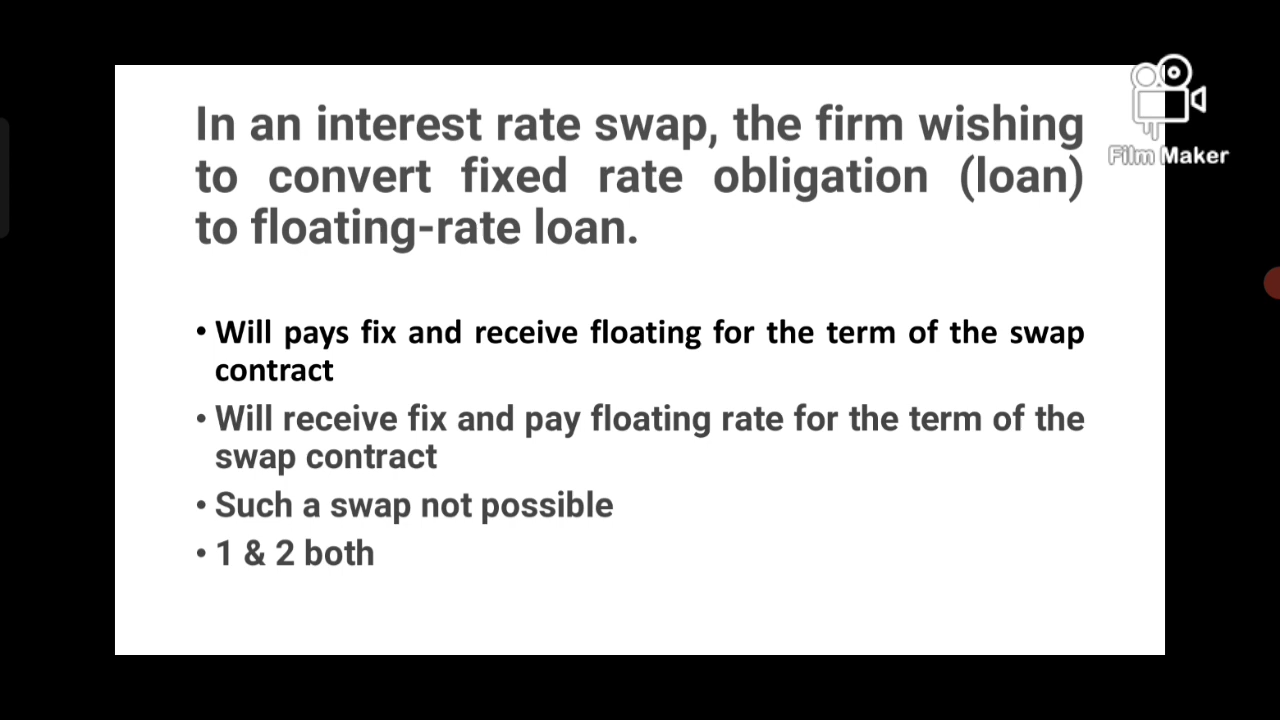 In an interest rate swap, the firm wishing
to convert fixed rate obligation (loan)
to floating-rate loan.
• Will pays fix and receive floating for the term of the swap
contract
• Will receive fix and pay floating rate for the term of the
swap contract
• Such a swap not possible
• 1 & 2 both
Film Maker